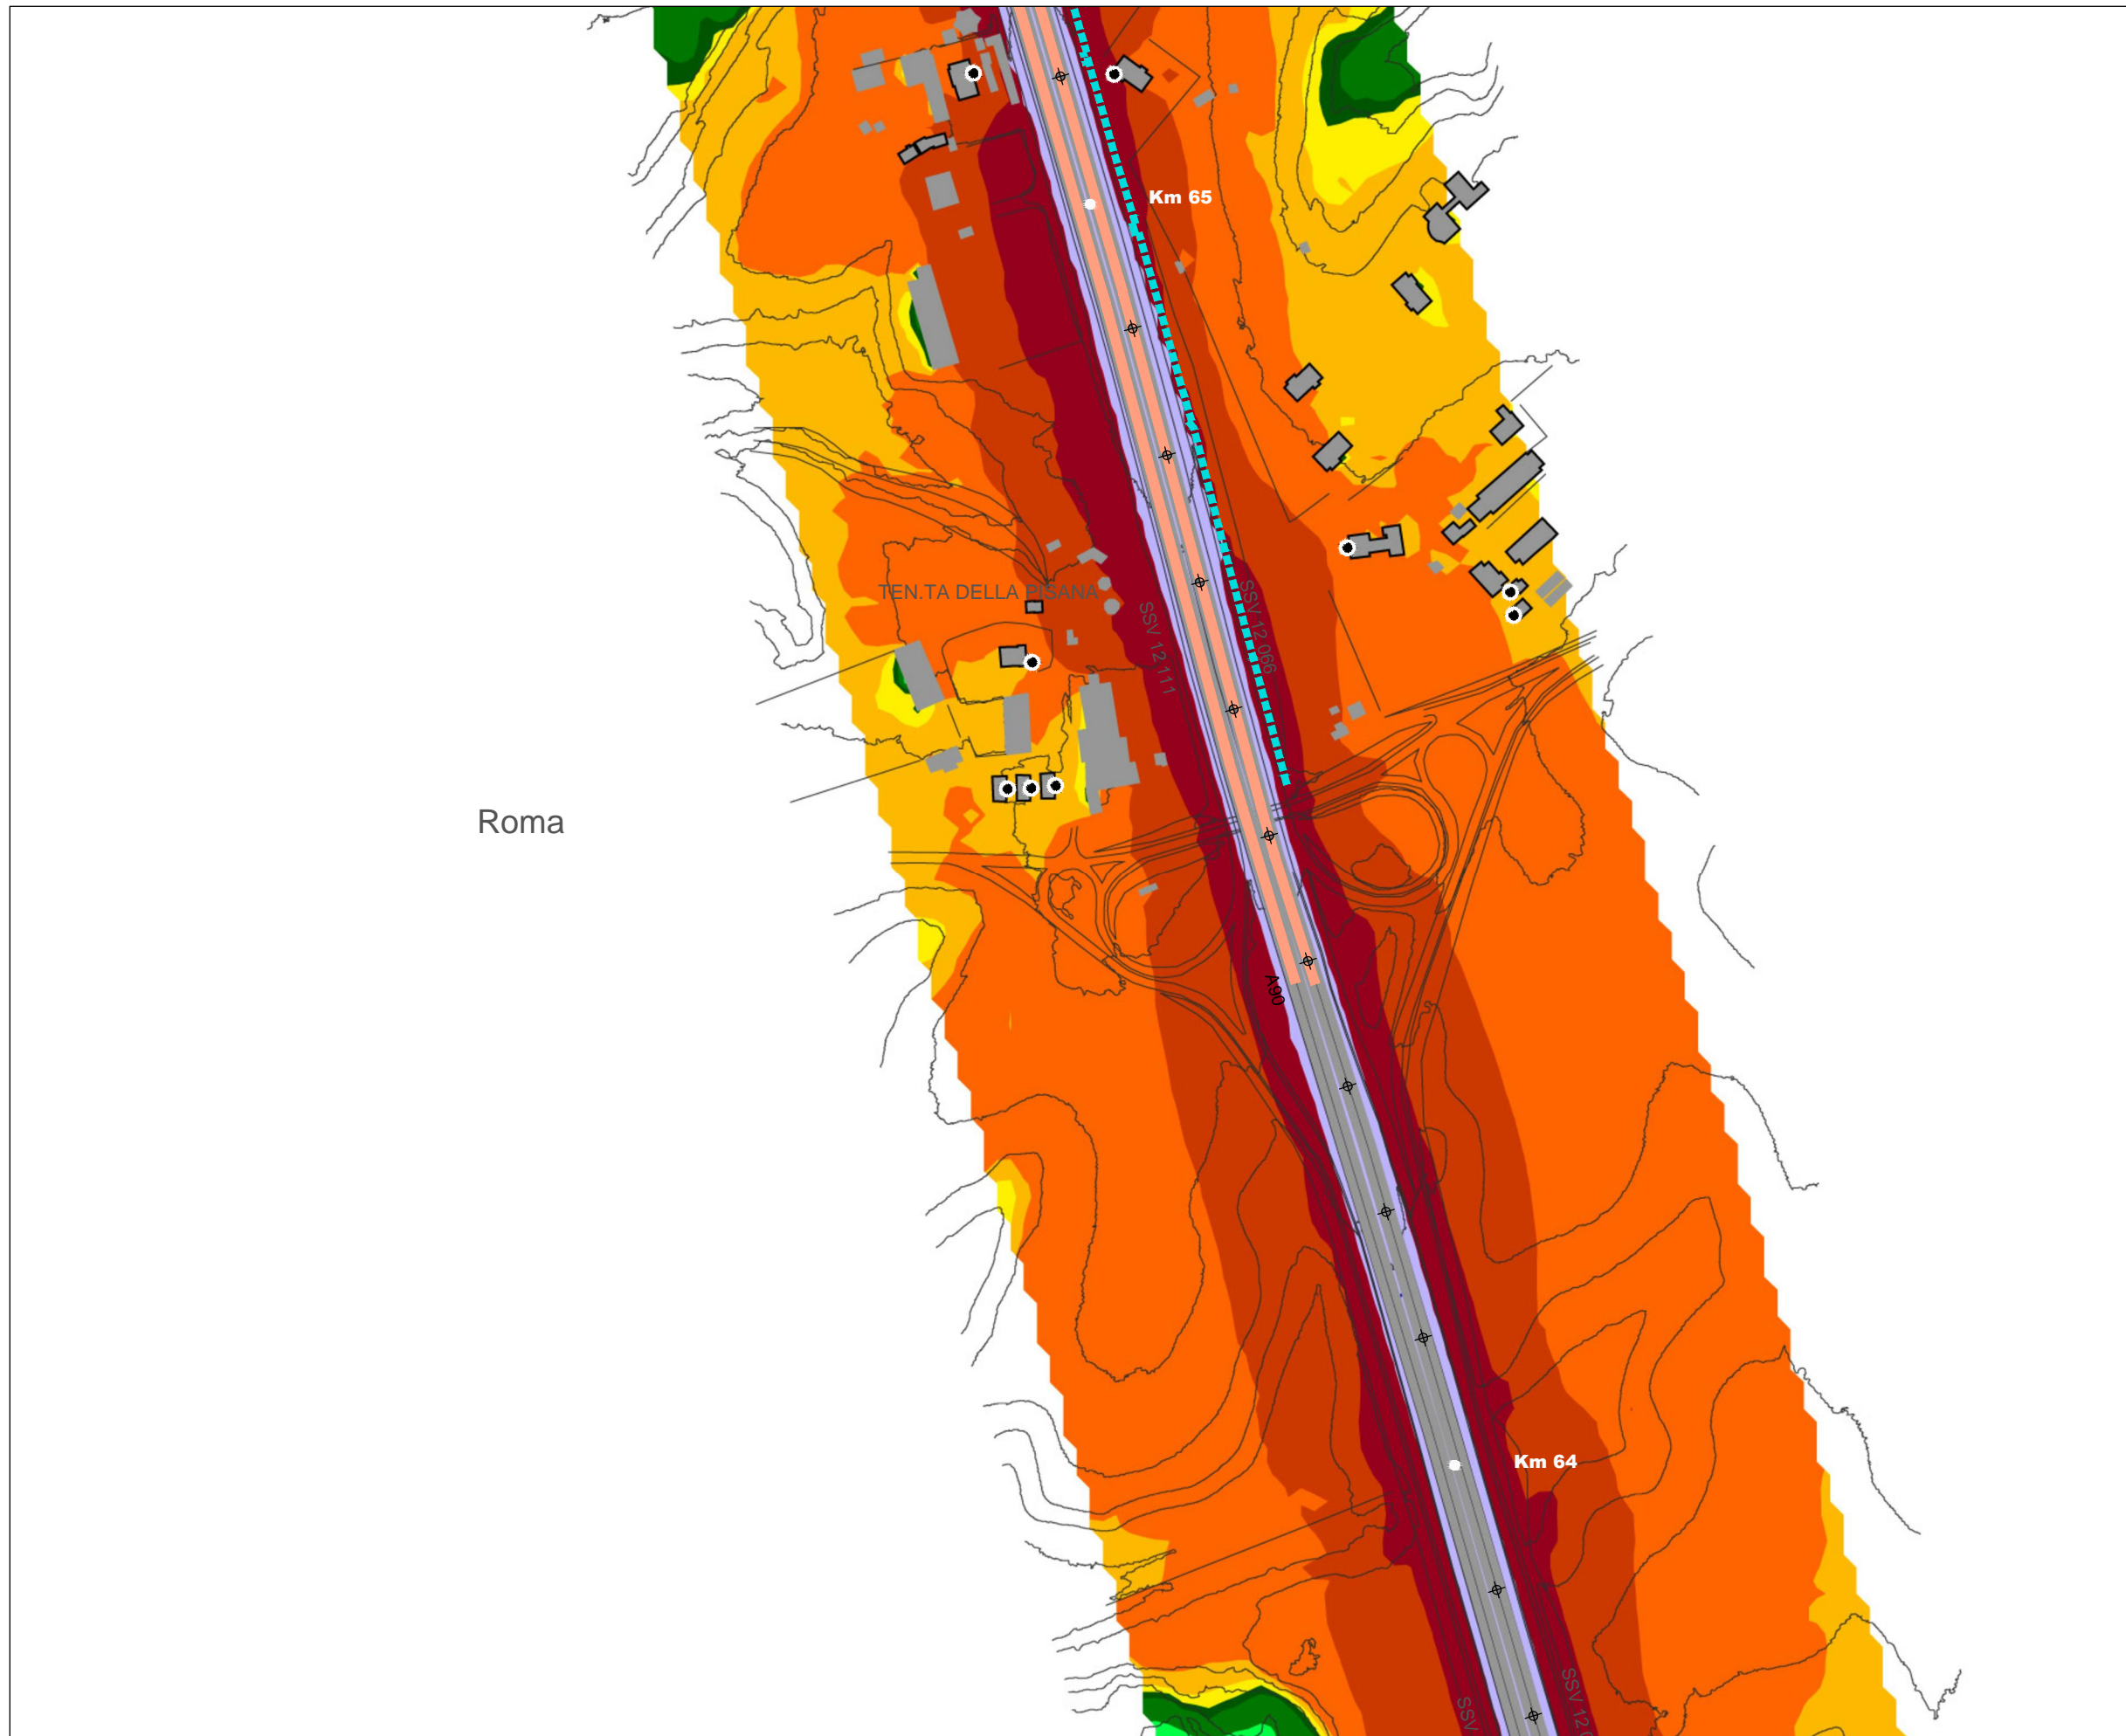 Km 65
TEN.TA DELLA PISANA
SSV 12.111
SSV 12.066
Roma
A90
Km 64
SSV
SSV 12.0